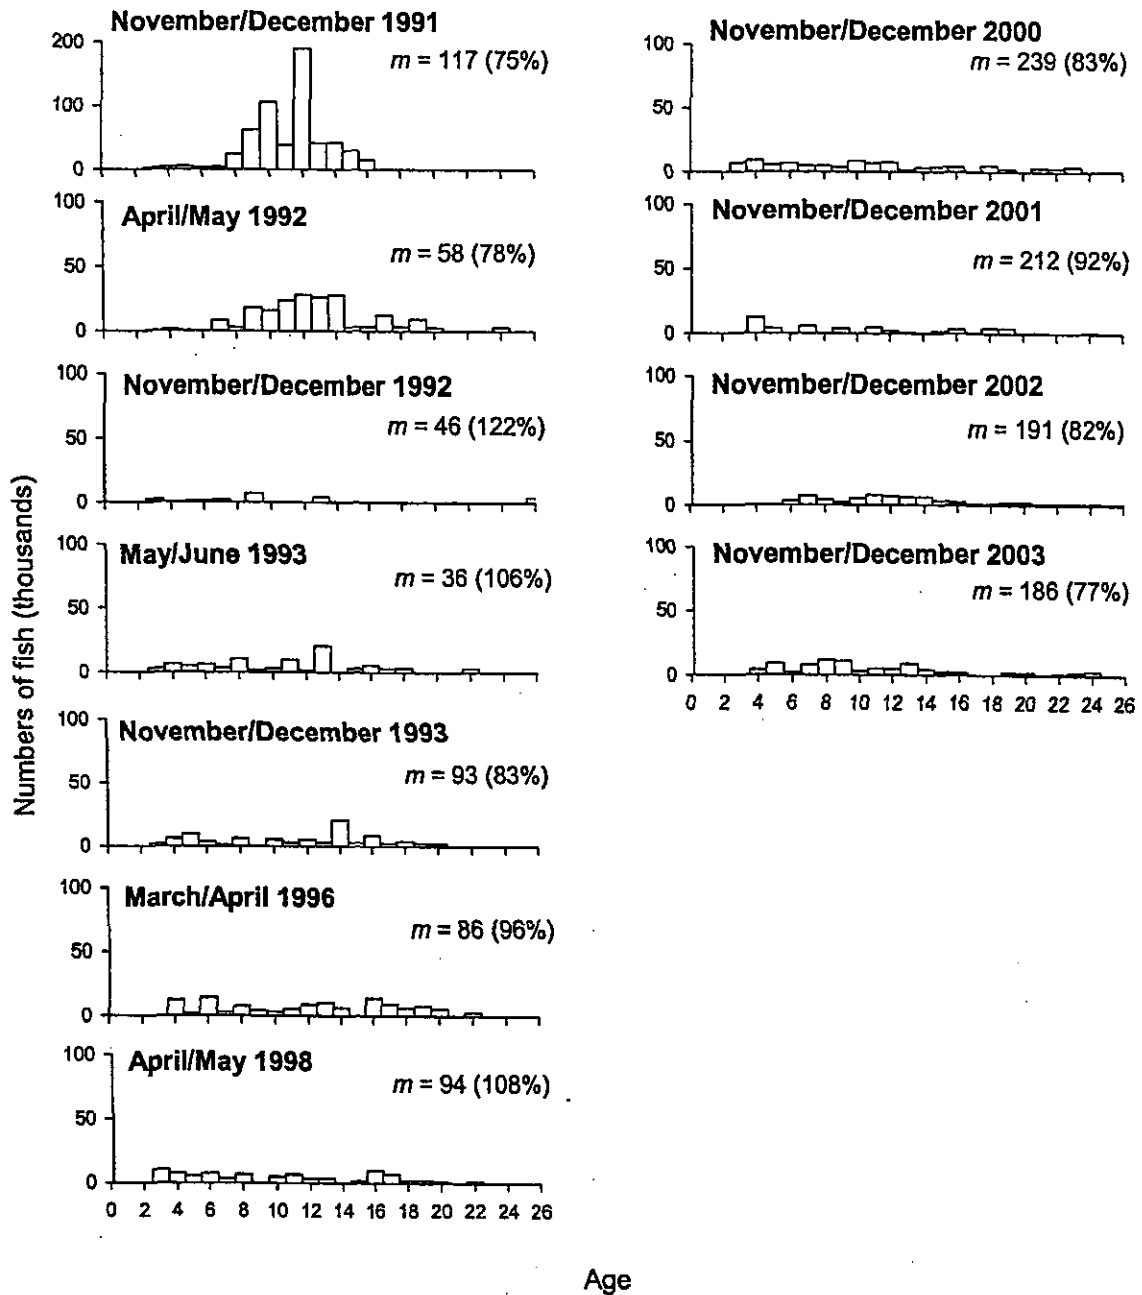 November/December 1991
m = 117 (75%)
200
100
0
April/May 1992
m = 58 (78%)
100
50
0
November/December 1992
m = 46 (122%)
100
50
0
May/June 1993
m = 36 (106%)
100
50
0
November/December 1993
m = 93 (83%)
100
50
0
March/April 1996
m = 86 (96%)
100
50
0
April/May 1998
m = 94 (108%)
100
50
0
0 2 4 6 8 10 12 14 16 18 20 22 24 26
November/December 2000
m = 239 (83%)
100
50
0
November/December 2001
m = 212 (92%)
100
50
0
November/December 2002
m = 191 (82%)
100
50
0
November/December 2003
m = 186 (77%)
100
50
0
0 2 4 6 8 10 12 14 16 18 20 22 24 26
Numbers of fish (thousands)
Age